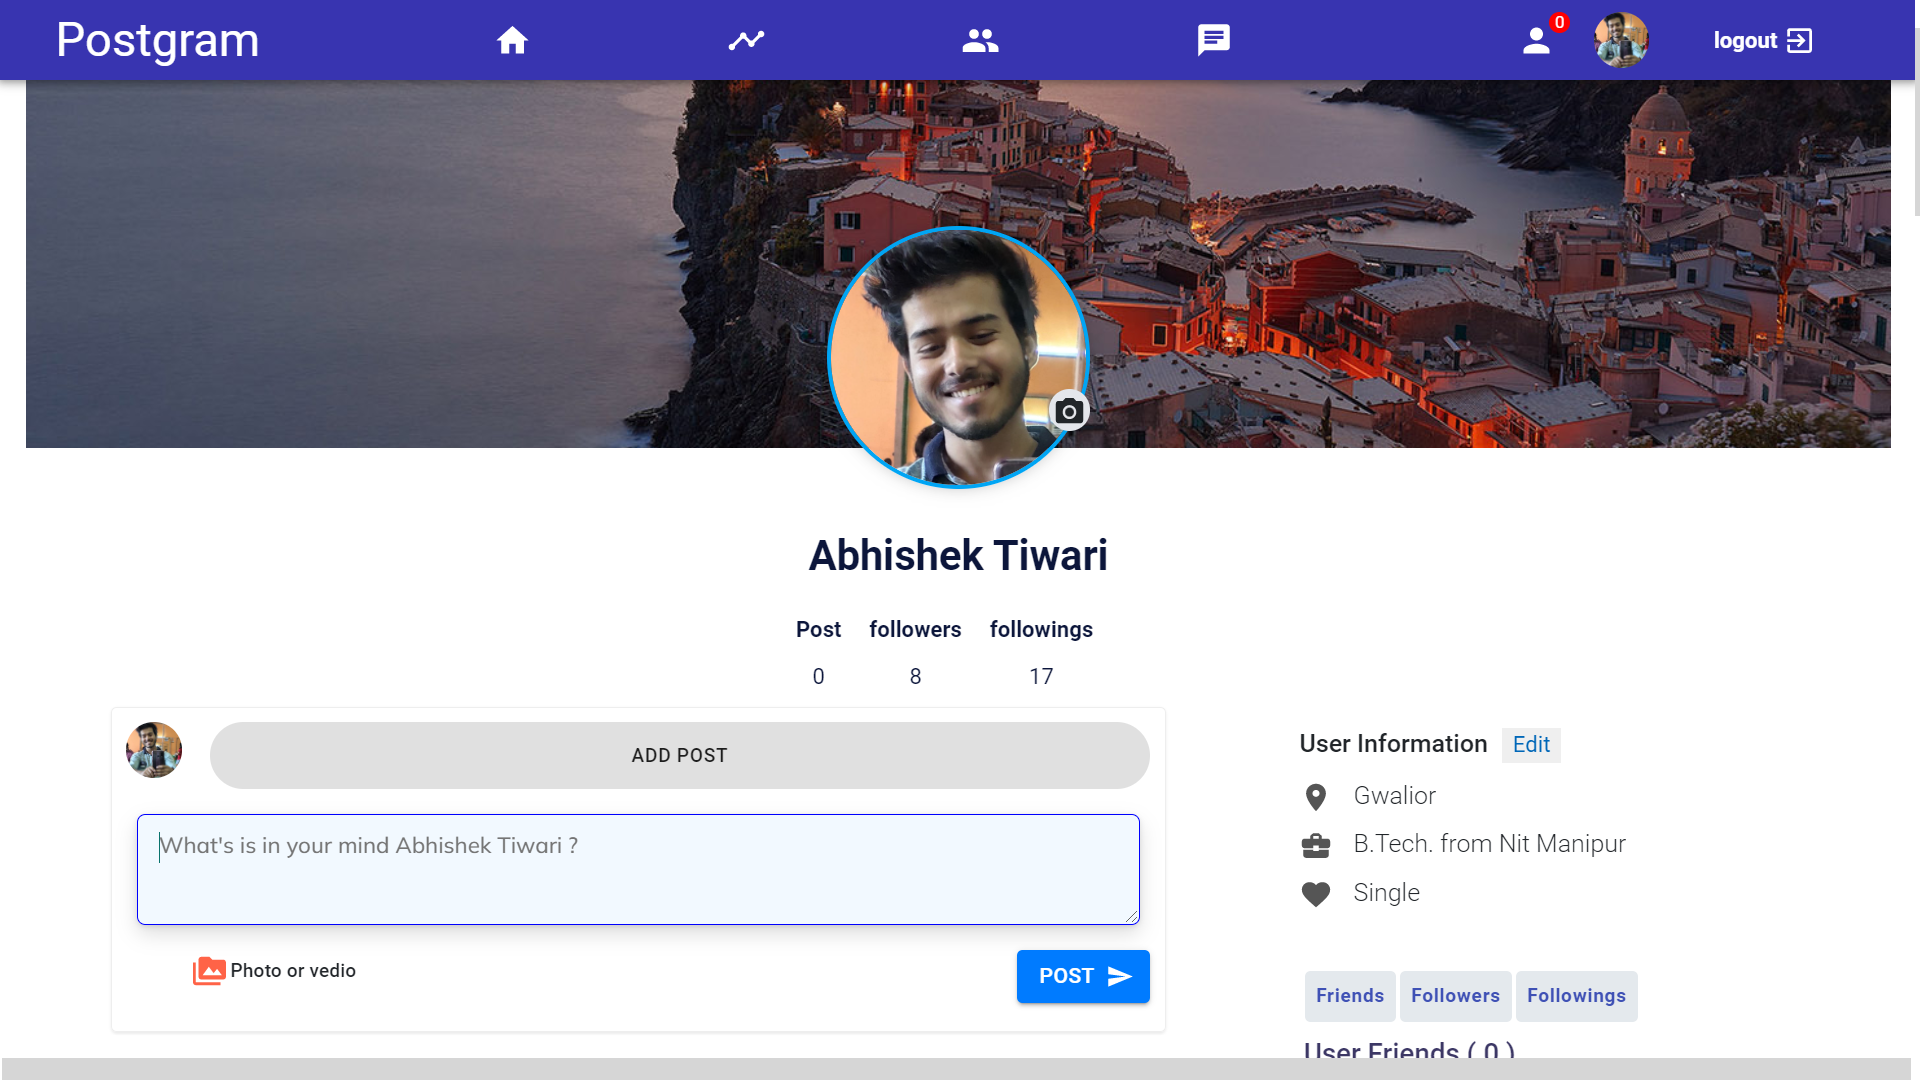 Postgram
0
logout
Abhishek Tiwari
Post followers followings
0 8 17
ADD POST
What's is in your mind Abhishek Tiwari ?
Photo or vedio
POST
User Information Edit
Gwalior
B.Tech. from Nit Manipur
Single
Friends Followers Followings
User Friends ( 0 )